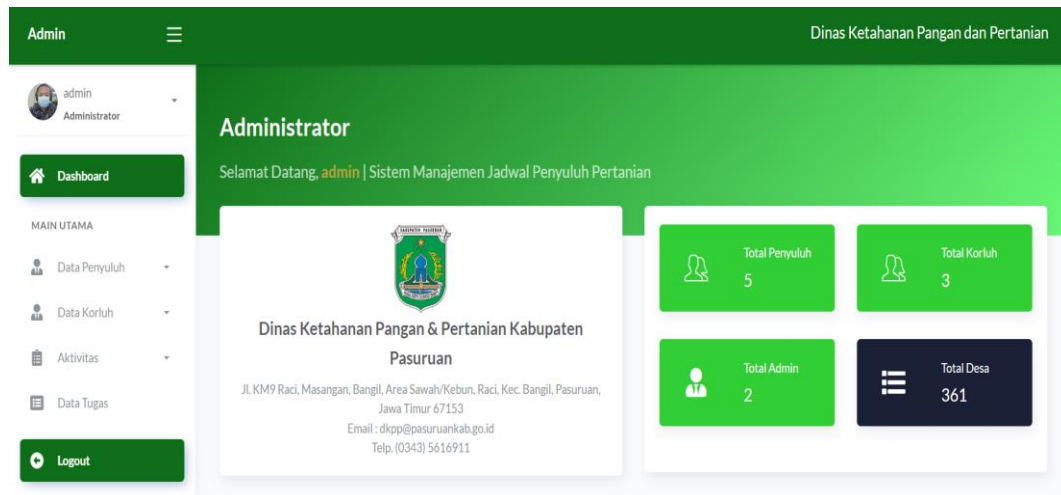 Admin
Dinas Ketahanan Pangan dan Pertanian
admin
Administrator
Dashboard
MAIN UTAMA
Data Penyuluh
Data Korluh
Aktivitas
Data Tugas
Logout
Administrator
Selamat Datang, admin | Sistem Manajemen Jadwal Penyuluh Pertanian
Dinas Ketahanan Pangan & Pertanian Kabupaten
Pasuruan
Jl. KM9 Raci, Masangan, Bangil, Area Sawah/Kebun, Raci, Kec. Bangil, Pasuruan,
Jawa Timur 67153
Email : dkpp@pasuruankab.go.id
Telp. (0343) 5616911
Total Penyuluh
5
Total Korluh
3
Total Admin
2
Total Desa
361